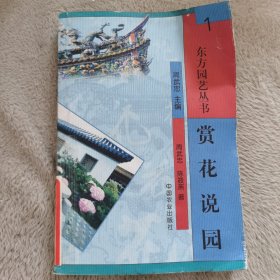 1
东方园艺丛书
赏花说园
周武忠 主编
周武忠
著
中国农业出版社